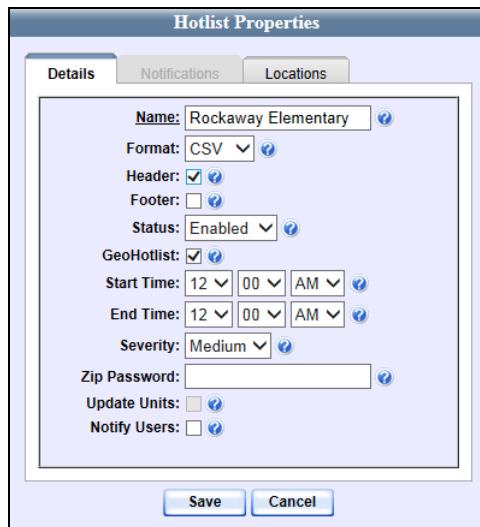 Hotlist Properties
Details Notifications Locations
Name: Rockaway Elementary
Format: CSV
Header:
Footer:
Status: Enabled
GeoHotlist:
Start Time: 12 00 AM
End Time: 12 00 AM
Severity: Medium
Zip Password:
Update Units:
Notify Users:
Save Cancel